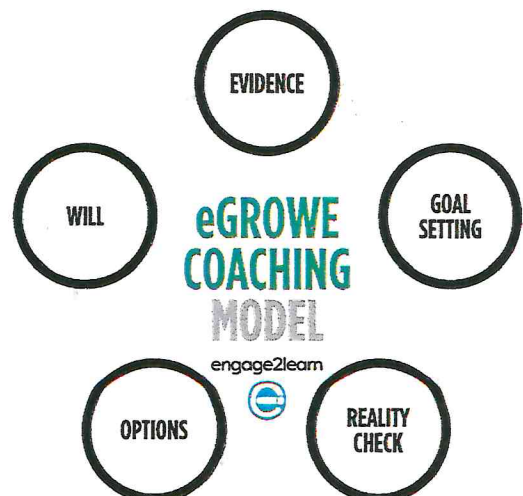 EVIDENCE
GOAL
SETTING
REALITY
CHECK
OPTIONS
WILL
eGROWE
COACHING
MODEL
engage2learn
e